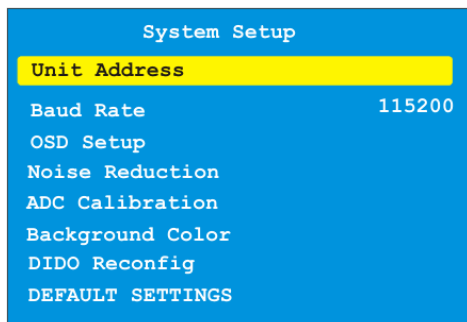 System Setup
Unit Address
Baud Rate 115200
OSD Setup
Noise Reduction
ADC Calibration
Background Color
DIDO Reconfig
DEFAULT SETTINGS